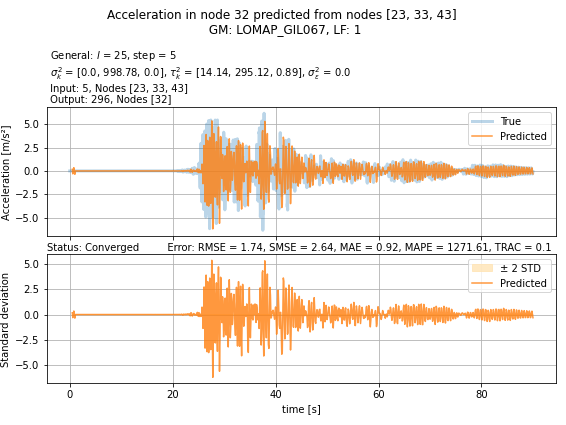 Acceleration in node 32 predicted from nodes [23, 33, 43]
GM: LOMAP_GIL067, LF: 1
General: l = 25, step = 5
σ²ₖ = [0.0, 998.78, 0.0], τ²ₖ = [14.14, 295.12, 0.89], σ²ε = 0.0
Input: 5, Nodes [23, 33, 43]
Output: 296, Nodes [32]
Acceleration [m/s²]
5.0
2.5
0.0
−2.5
−5.0
True
Predicted
Status: Converged
Error: RMSE = 1.74, SMSE = 2.64, MAE = 0.92, MAPE = 1271.61, TRAC = 0.1
Standard deviation
5.0
2.5
0.0
−2.5
−5.0
± 2 STD
Predicted
0 20 40 60 80
time [s]